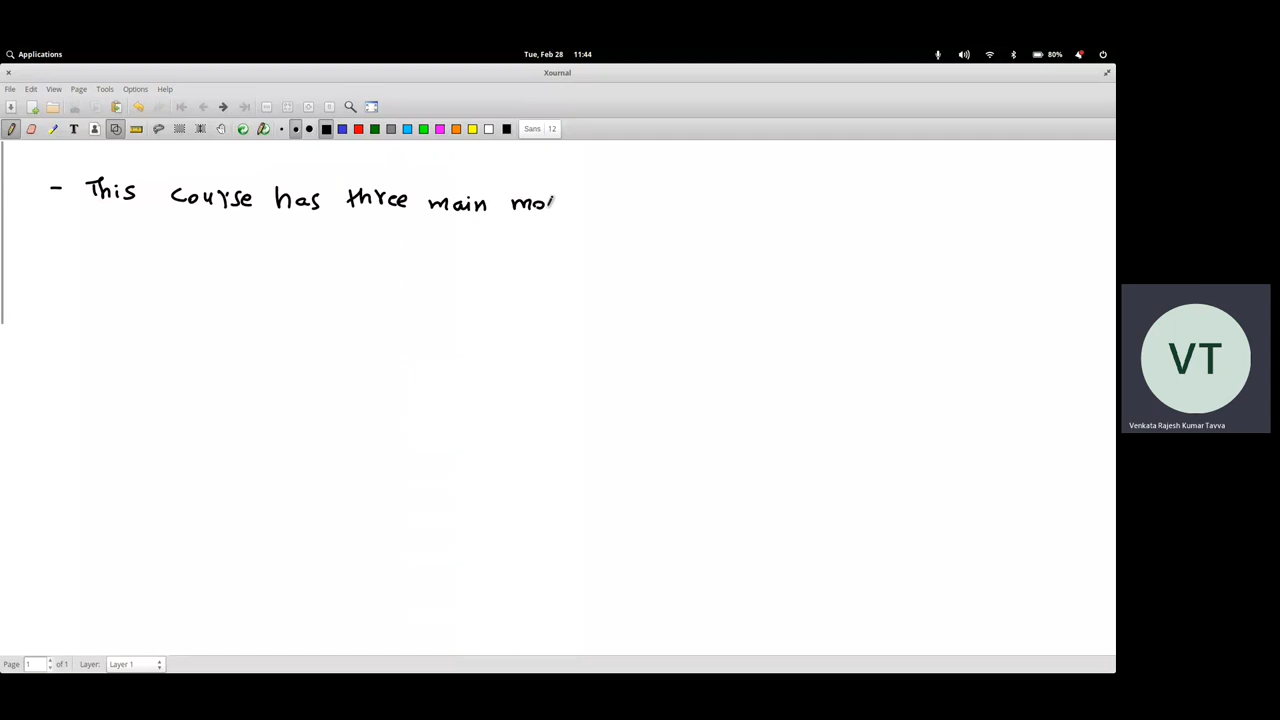 Applications
Tue, Feb 28 11:44
80%
Xournal
File Edit View Page Tools Options Help
Sans 12
- This course has three main
VT
Venkata Rajesh Kumar Tavva
Page 1 of 1 Layer: Layer 1